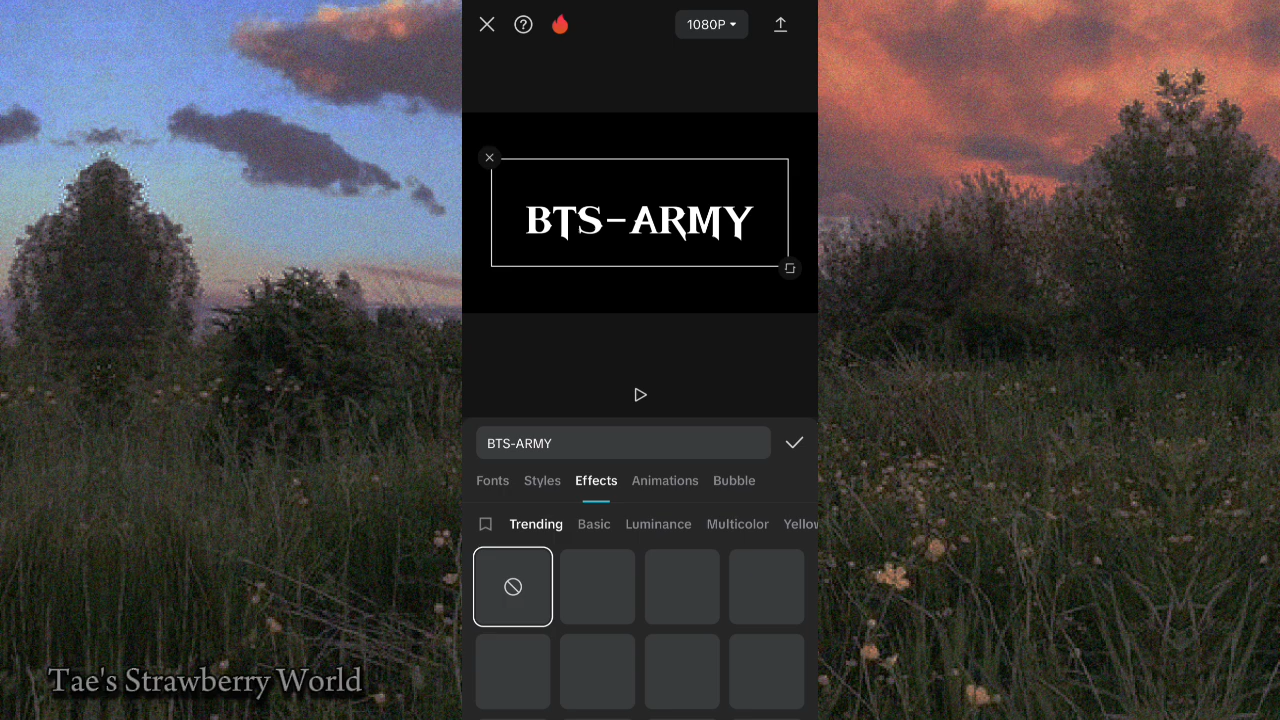 1080P
BTS-ARMY
BTS-ARMY
Fonts Styles Effects Animations Bubble
Trending Basic Luminance Multicolor Yellow
Tae's Strawberry World